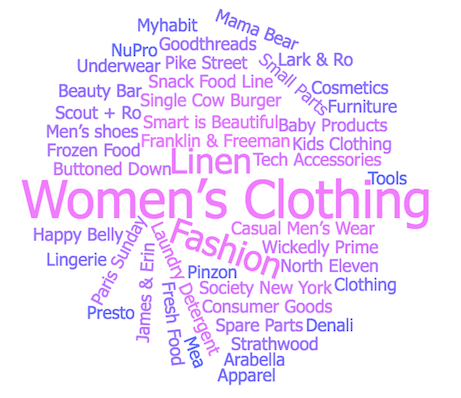 Mama Bear
Myhabit
NuPro
Goodthreads
Underwear
Pike Street
Small Parts
Lark & Ro
Snack Food Line
Beauty Bar
Cosmetics
Single Cow Burger
Furniture
Scout + Ro
Smart is Beautiful
Baby Products
Men's shoes
Franklin & Freeman
Kids Clothing
Frozen Food
Linen
Tech Accessories
Buttoned Down
Tools
Women's Clothing
Happy Belly
Paris Sunday
Fashion
Casual Men's Wear
Wickedly Prime
Lingerie
James & Erin
Laundry Detergent
Pinzon
North Eleven
Fresh Food
Society New York
Clothing
Presto
Consumer Goods
Mea
Spare Parts
Denali
Strathwood
Arabella
Apparel